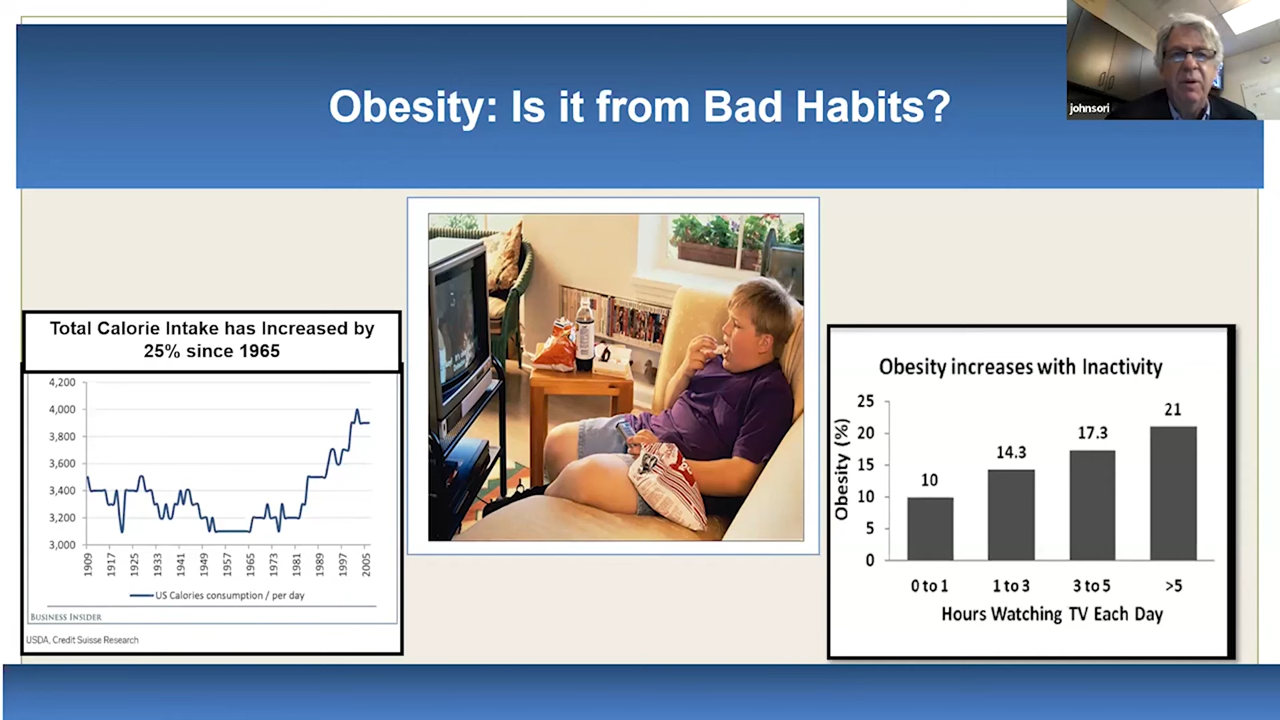 Obesity: Is it from Bad Habits?
johnsori
Total Calorie Intake has Increased by
25% since 1965
4,200
4,000
3,800
3,600
3,400
3,200
3,000
1909
1917
1925
1933
1941
1949
1957
1965
1973
1981
1989
1997
2005
US Calories consumption / per day
BUSINESS INSIDER
USDA, Credit Suisse Research
Obesity increases with Inactivity
Obesity (%)
25
20
15
10
5
0
10
14.3
17.3
21
0 to 1
1 to 3
3 to 5
>5
Hours Watching TV Each Day